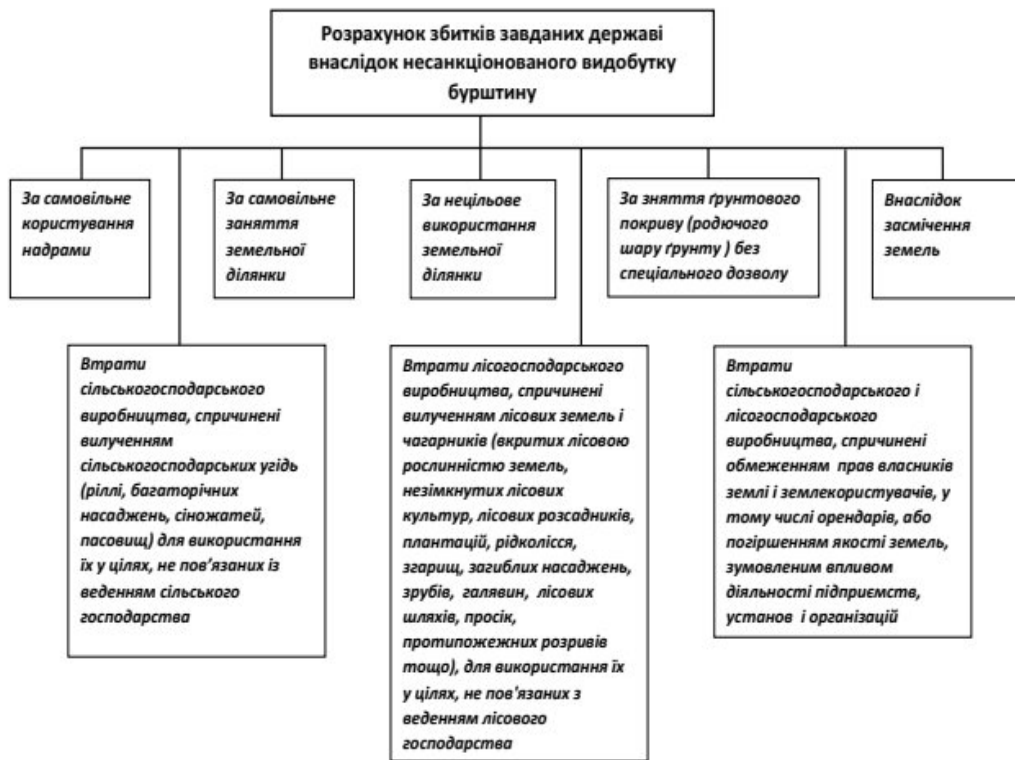 Розрахунок збитків завданих державі
внаслідок несанкціонованого видобутку
бурштину
За самовільне
користування
надрами
За самовільне
заняття
земельної
ділянки
За нецільове
використання
земельної
ділянки
За зняття ґрунтового
покриву (родючого
шару ґрунту ) без
спеціального дозволу
Внаслідок
засмічення
земель
Втрати
сільськогосподарського
виробництва, спричинені
вилученням
сільськогосподарських угідь
(ріллі, багаторічних
насаджень, сіножатей,
пасовищ) для використання
їх у цілях, не пов’язаних із
веденням сільського
господарства
Втрати лісогосподарського
виробництва, спричинені
вилученням лісових земель і
чагарників (вкритих лісовою
рослинністю земель,
незімкнутих лісових
культур, лісових розсадників,
плантацій, рідколісся,
згарищ, загиблих насаджень,
зрубів, галявин, лісових
шляхів, просік,
протипожежних розривів
тощо), для використання їх
у цілях, не пов'язаних з
веденням лісового
господарства
Втрати
сільськогосподарського і
лісогосподарського
виробництва, спричинені
обмеженням прав власників
землі і землекористувачів, у
тому числі орендарів, або
погіршенням якості земель,
зумовленим впливом
діяльності підприємств,
установ і організацій